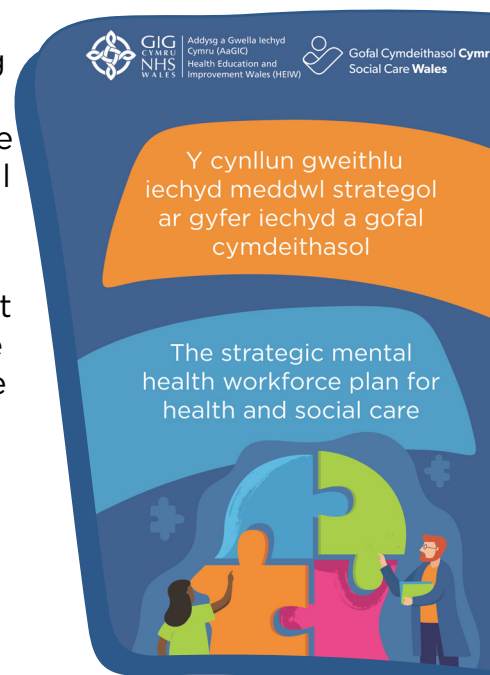 GIG
CYMRU
NHS
WALES
Addysg a Gwella Iechyd
Cymru (AaGIC)
Health Education and
Improvement Wales (HEIW)
Gofal Cymdeithasol Cymr
Social Care Wales
Y cynllun gweithlu
iechyd meddwl strategol
ar gyfer iechyd a gofal
cymdeithasol
The strategic mental
health workforce plan for
health and social care